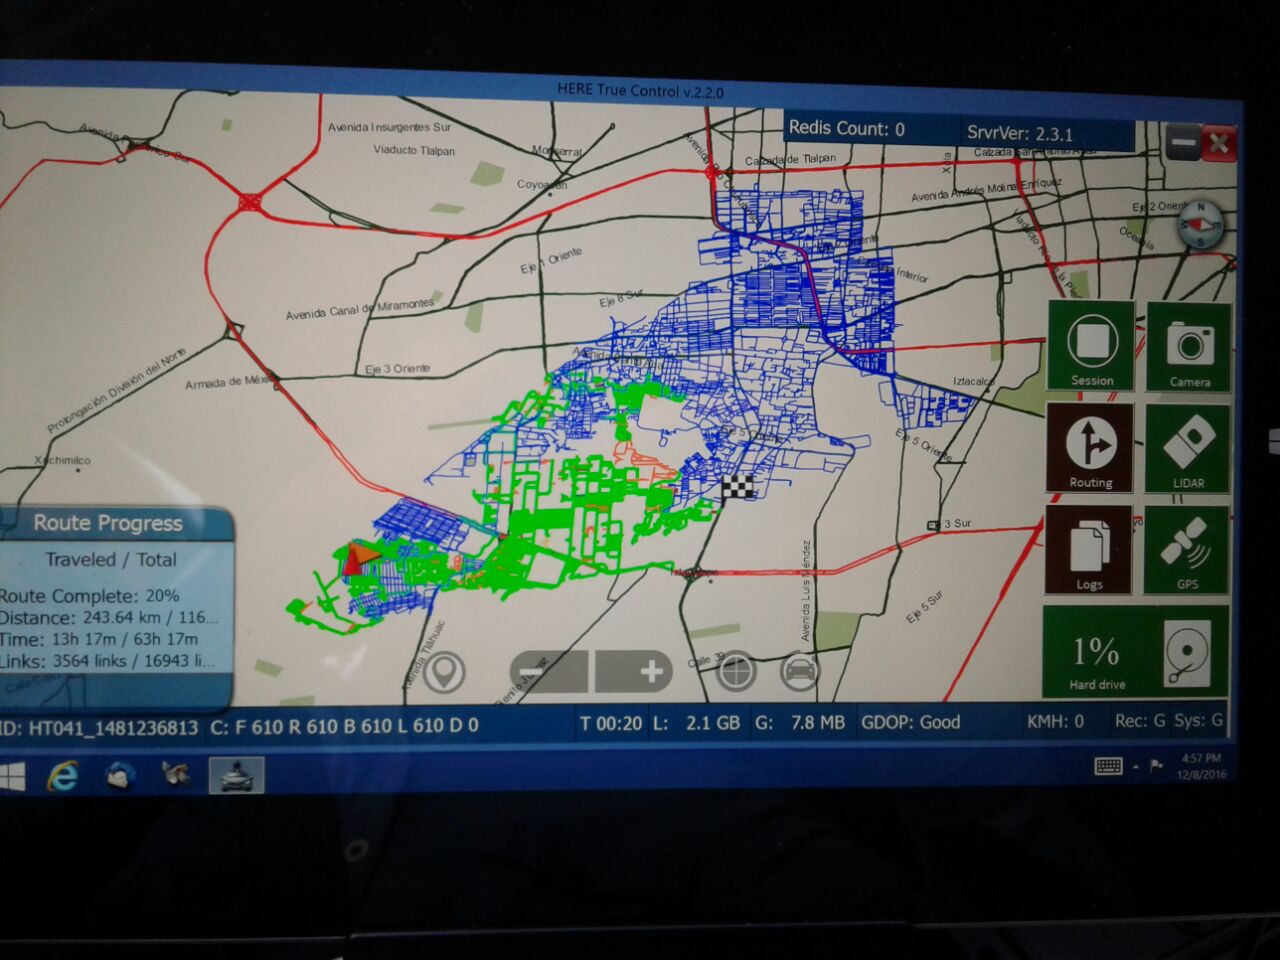 HERE True Control v.2.2.0
Redis Count: 0
SrvrVer: 2.3.1
Avenida Insurgentes Sur
Viaducto Tlalpan
Monserrat
Coyoacán
Calzada de Tlalpan
Xola
Avenida Andrés Molina Enríquez
Eje 2 Orient
N
S
Eje 1 Oriente
Eje 8 Sur
Interior
Avenida Canal de Miramontes
Eje 3 Oriente
Armada de Méxi
Prolongación División del Norte
Xochimilco
Iztacalco
Eje 5 Oriente
Eje 3 Sur
Avenida Luis Méndez
Eje 5 Sur
Avenida Tláhuac
Calle 39
Session
Camera
Routing
LIDAR
Logs
GPS
1%
Hard drive
Route Progress
Traveled / Total
Route Complete: 20%
Distance: 243.64 km / 116...
Time: 13h 17m / 63h 17m
Links: 3564 links / 16943 li...
ID: HT041_1481236813 C: F 610 R 610 B 610 L 610 D 0
T 00:20 L: 2.1 GB G: 7.8 MB GDOP: Good
KMH: 0 Rec: G Sys: G
4:57 PM
12/8/2016